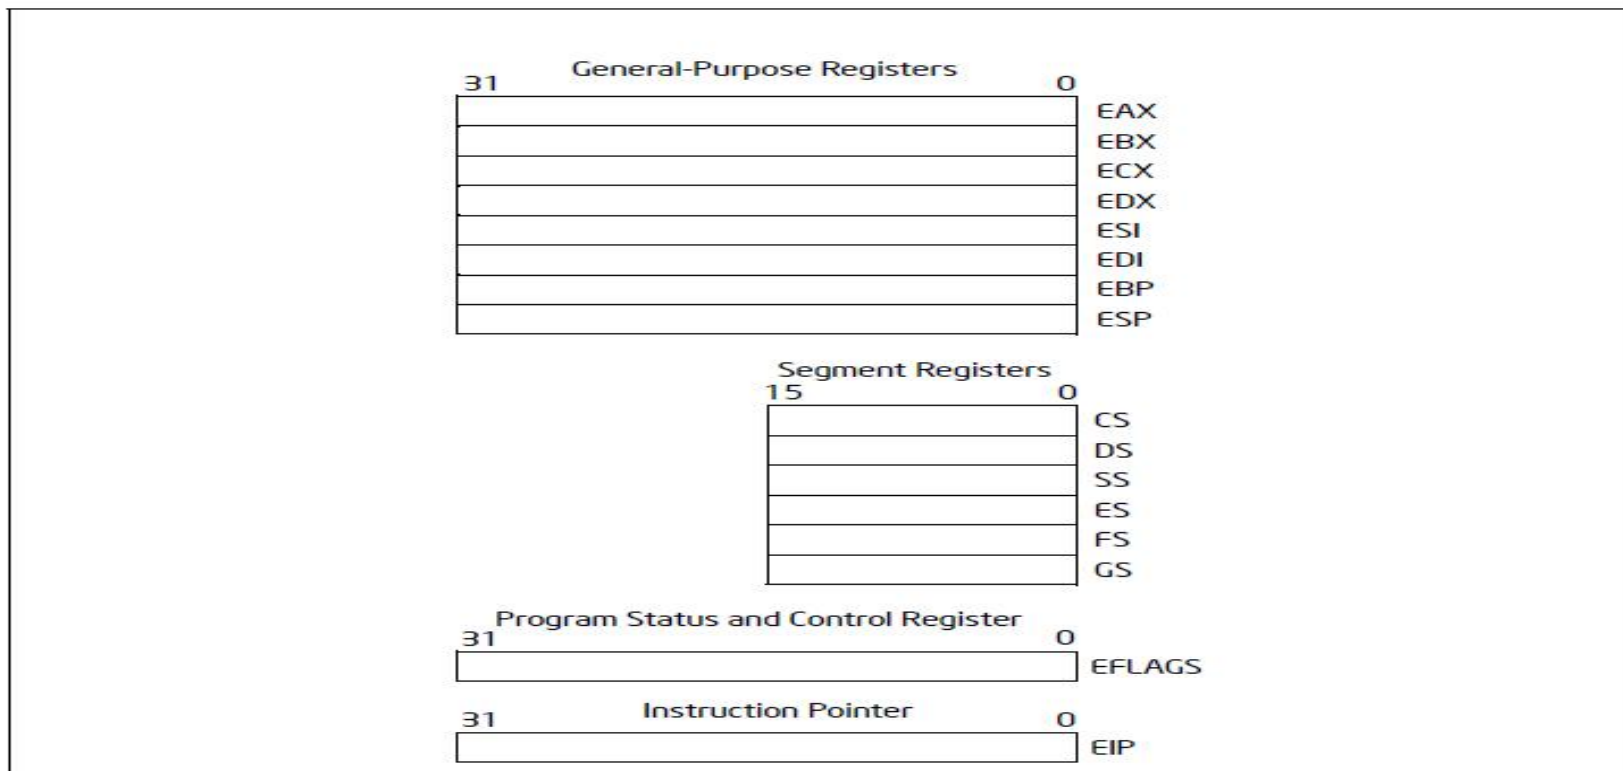 General-Purpose Registers
31 0
EAX
EBX
ECX
EDX
ESI
EDI
EBP
ESP
Segment Registers
15 0
CS
DS
SS
ES
FS
GS
Program Status and Control Register
31 0
EFLAGS
Instruction Pointer
31 0
EIP